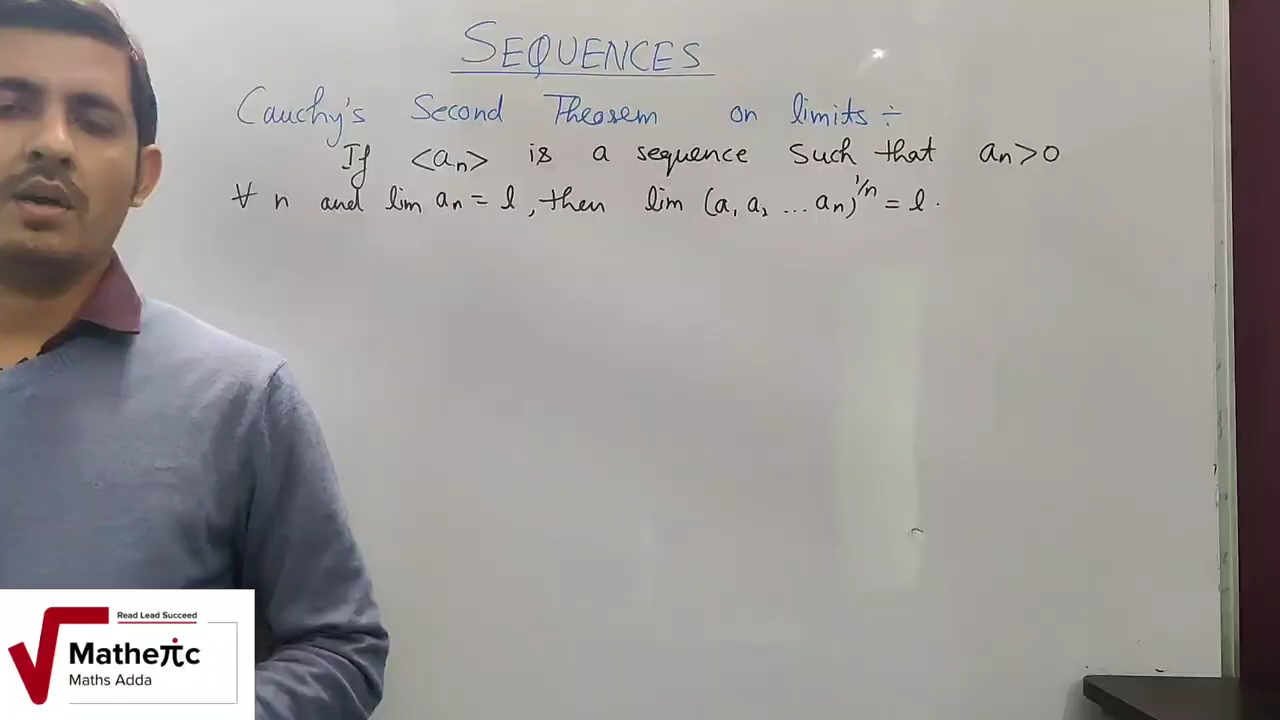 SEQUENCES
Cauchy's Second Theorem on limits ÷
If <aₙ> is a sequence such that aₙ>0
∀ n and lim aₙ = l, then lim (a₁ a₂ ... aₙ)^1/n = l.
Read Lead Succeed
Matheπc
Maths Adda